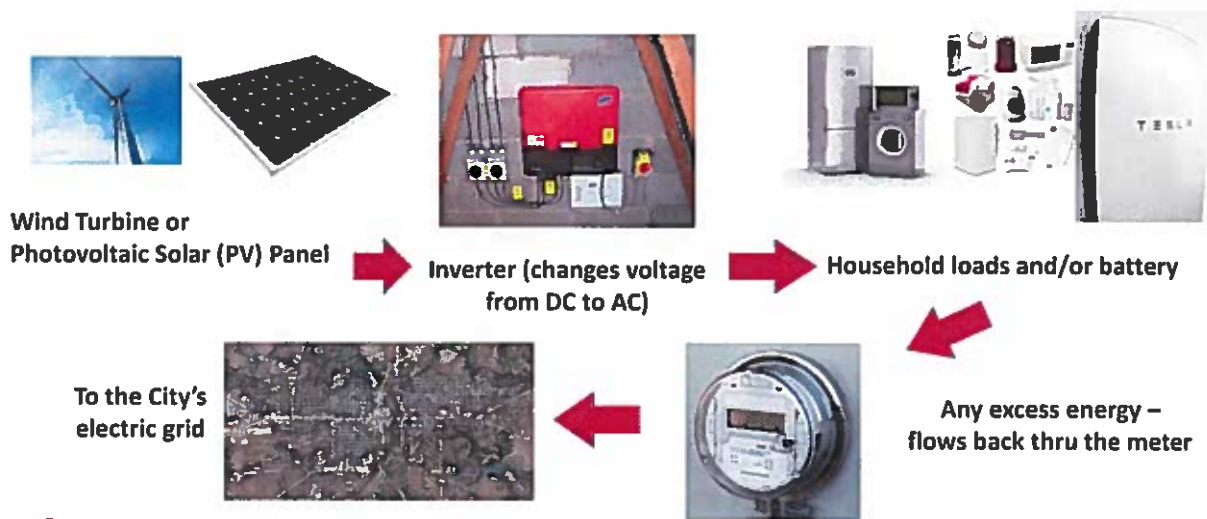 TESLA
Wind Turbine or
Photovoltaic Solar (PV) Panel
Inverter (changes voltage
from DC to AC)
Household loads and/or battery
To the City's
electric grid
Any excess energy –
flows back thru the meter